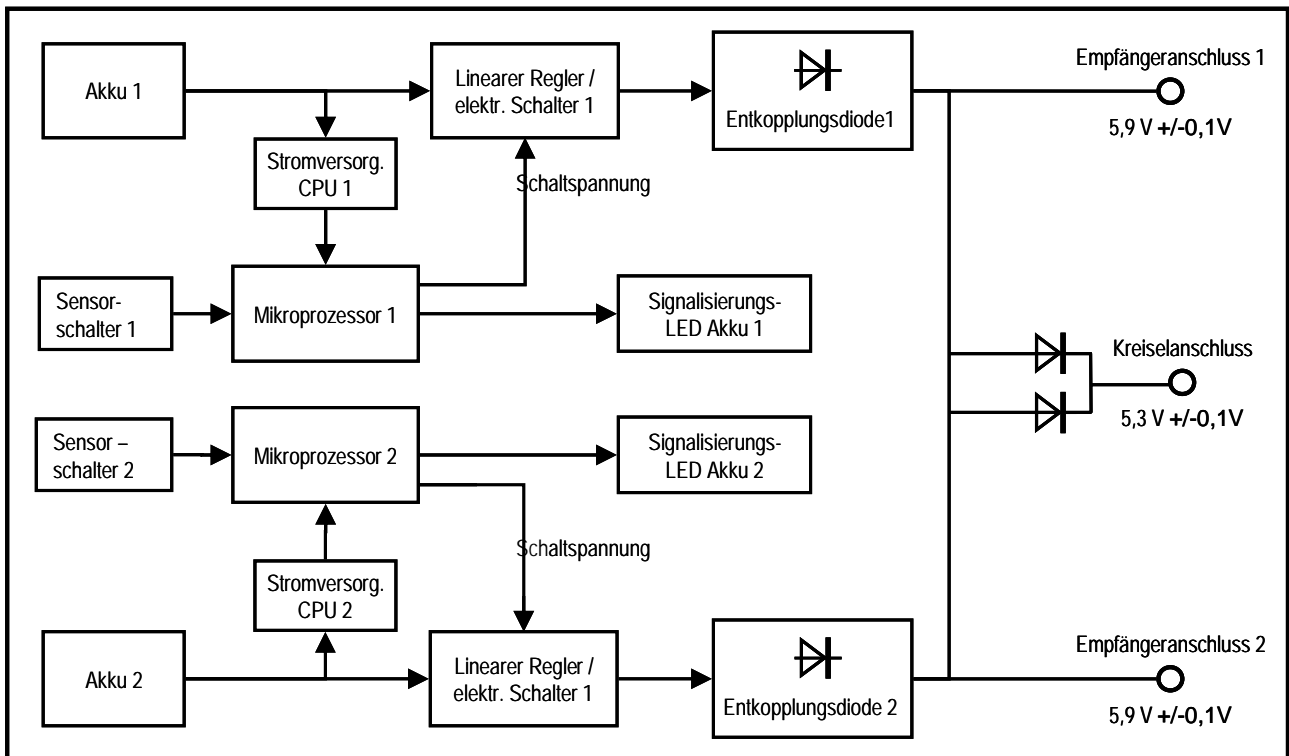 Akku 1
Linearer Regler /
elektr. Schalter 1
Entkopplungsdiode1
Empfängeranschluss 1
5,9 V +/-0,1V
Stromversorg.
CPU 1
Schaltspannung
Sensor-
schalter 1
Mikroprozessor 1
Signalisierungs-
LED Akku 1
Kreiselanschluss
5,3 V +/-0,1V
Sensor –
schalter 2
Mikroprozessor 2
Signalisierungs-
LED Akku 2
Schaltspannung
Stromversorg.
CPU 2
Akku 2
Linearer Regler /
elektr. Schalter 1
Entkopplungsdiode 2
Empfängeranschluss 2
5,9 V +/-0,1V